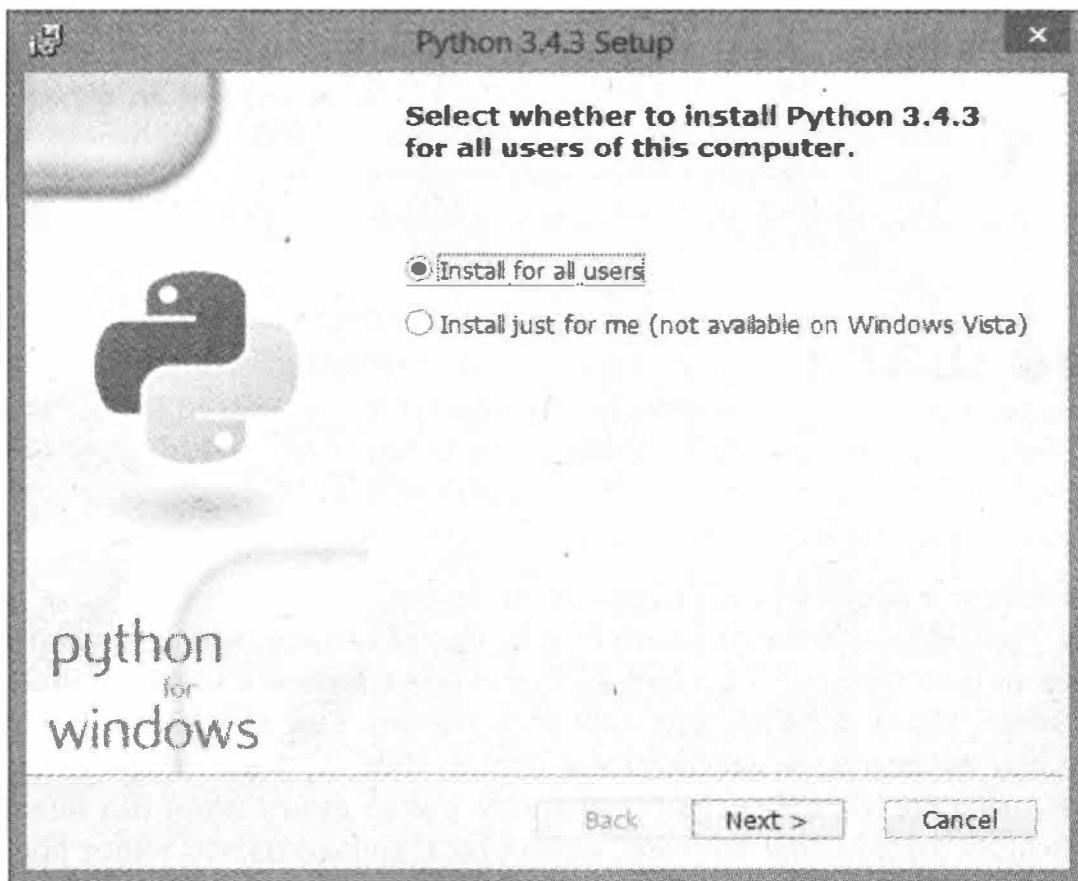 Python 3.4.3 Setup
Select whether to install Python 3.4.3
for all users of this computer.
Install for all users
Install just for me (not available on Windows Vista)
python
for
windows
Back
Next >
Cancel